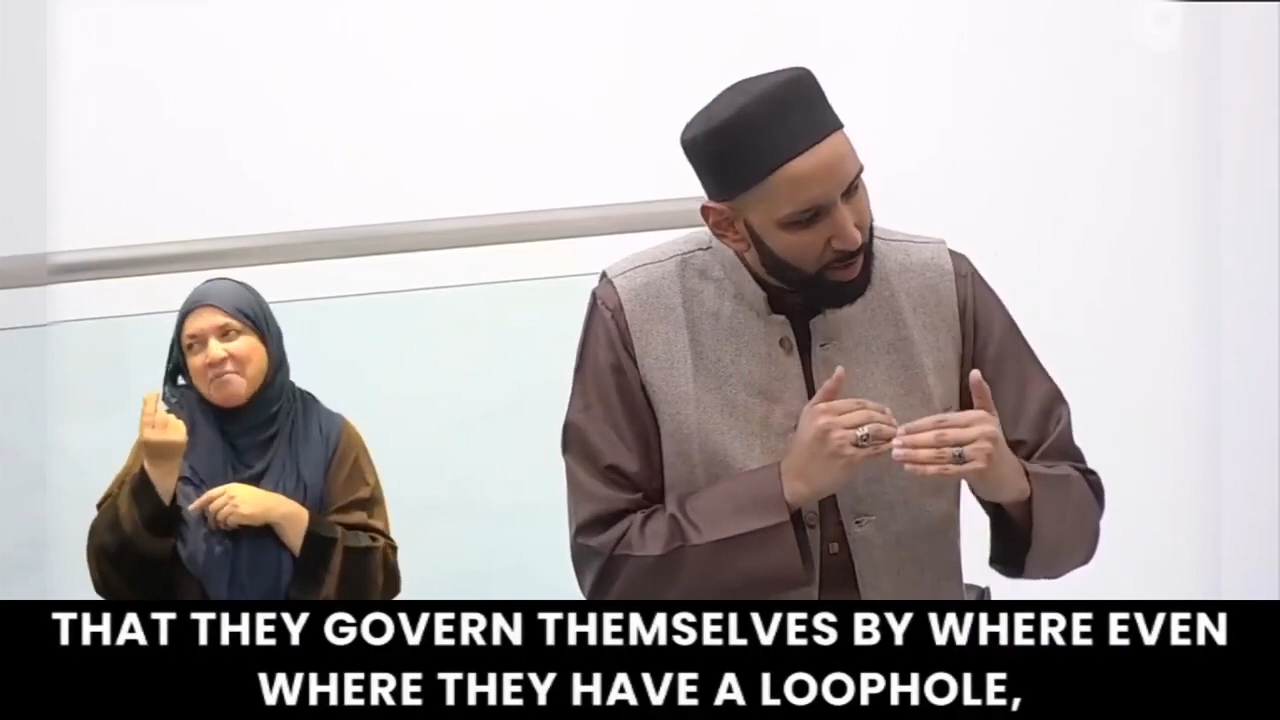 THAT THEY GOVERN THEMSELVES BY WHERE EVEN
WHERE THEY HAVE A LOOPHOLE,